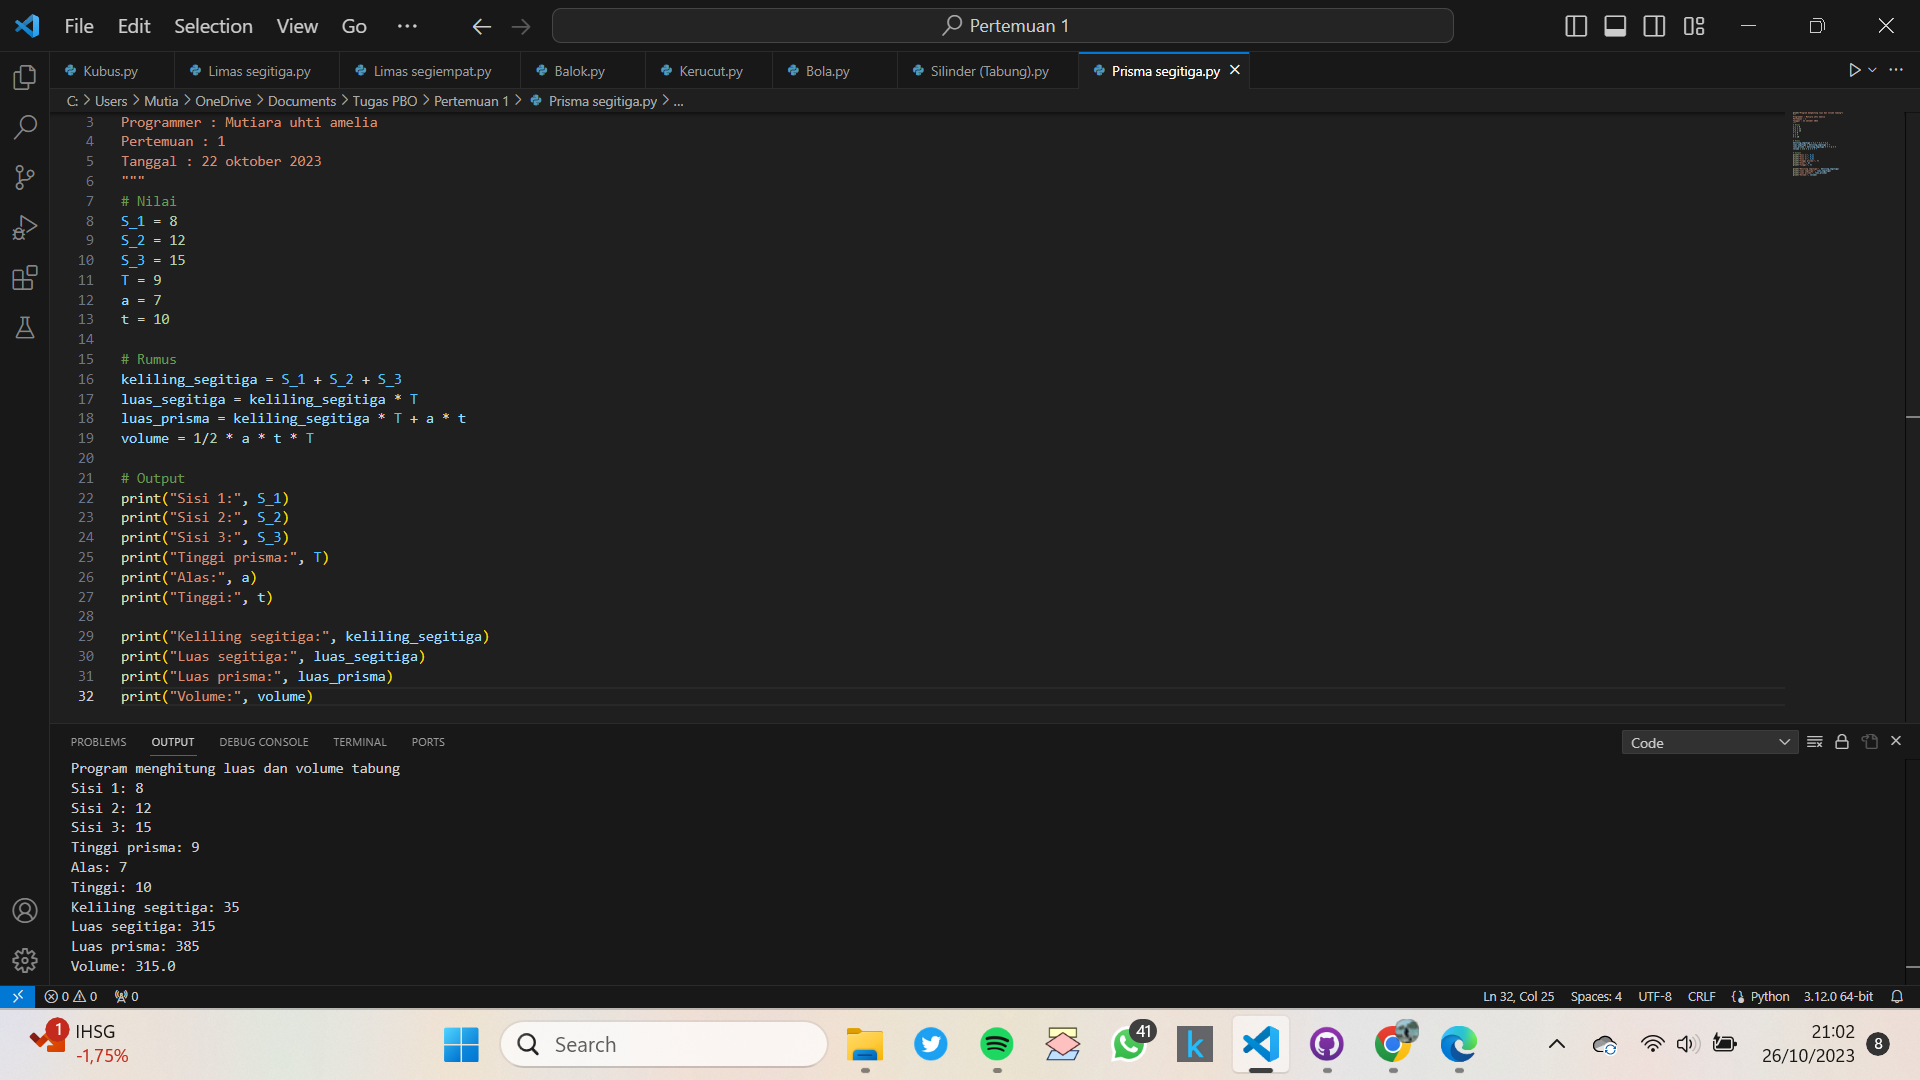 File Edit Selection View Go ··· Pertemuan 1
Kubus.py Limas segitiga.py Limas segiempat.py Balok.py Kerucut.py Bola.py Silinder (Tabung).py Prisma segitiga.py
C: > Users > Mutia > OneDrive > Documents > Tugas PBO > Pertemuan 1 > Prisma segitiga.py > ...
3 Programmer : Mutiara uhti amelia
4 Pertemuan : 1
5 Tanggal : 22 oktober 2023
6 """
7 # Nilai
8 S_1 = 8
9 S_2 = 12
10 S_3 = 15
11 T = 9
12 a = 7
13 t = 10
14
15 # Rumus
16 keliling_segitiga = S_1 + S_2 + S_3
17 luas_segitiga = keliling_segitiga * T
18 luas_prisma = keliling_segitiga * T + a * t
19 volume = 1/2 * a * t * T
20
21 # Output
22 print("Sisi 1:", S_1)
23 print("Sisi 2:", S_2)
24 print("Sisi 3:", S_3)
25 print("Tinggi prisma:", T)
26 print("Alas:", a)
27 print("Tinggi:", t)
28
29 print("Keliling segitiga:", keliling_segitiga)
30 print("Luas segitiga:", luas_segitiga)
31 print("Luas prisma:", luas_prisma)
32 print("Volume:", volume)
PROBLEMS OUTPUT DEBUG CONSOLE TERMINAL PORTS Code
Program menghitung luas dan volume tabung
Sisi 1: 8
Sisi 2: 12
Sisi 3: 15
Tinggi prisma: 9
Alas: 7
Tinggi: 10
Keliling segitiga: 35
Luas segitiga: 315
Luas prisma: 385
Volume: 315.0
0 0 0 Ln 32, Col 25 Spaces: 4 UTF-8 CRLF Python 3.12.0 64-bit
1 IHSG
-1,75%
Search
41
k
21:02
26/10/2023
8